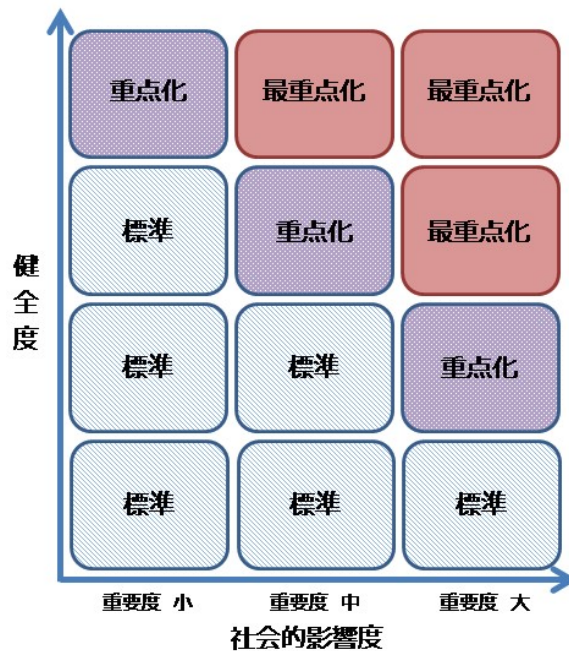 重点化 最重点化 最重点化
標準 重点化 最重点化
健全度
標準 標準 重点化
標準 標準 標準
重要度 小 重要度 中 重要度 大
社会的影響度